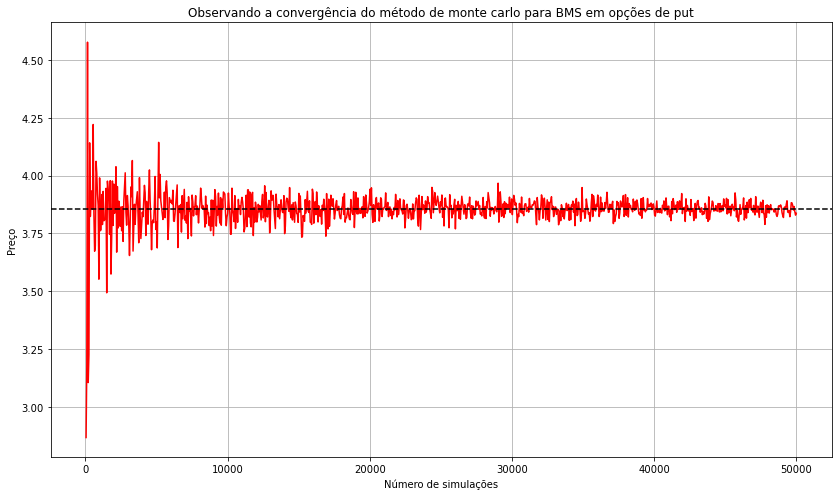 Observando a convergência do método de monte carlo para BMS em opções de put
4.50
4.25
4.00
3.75
3.50
3.25
3.00
Preço
0 10000 20000 30000 40000 50000
Número de simulações